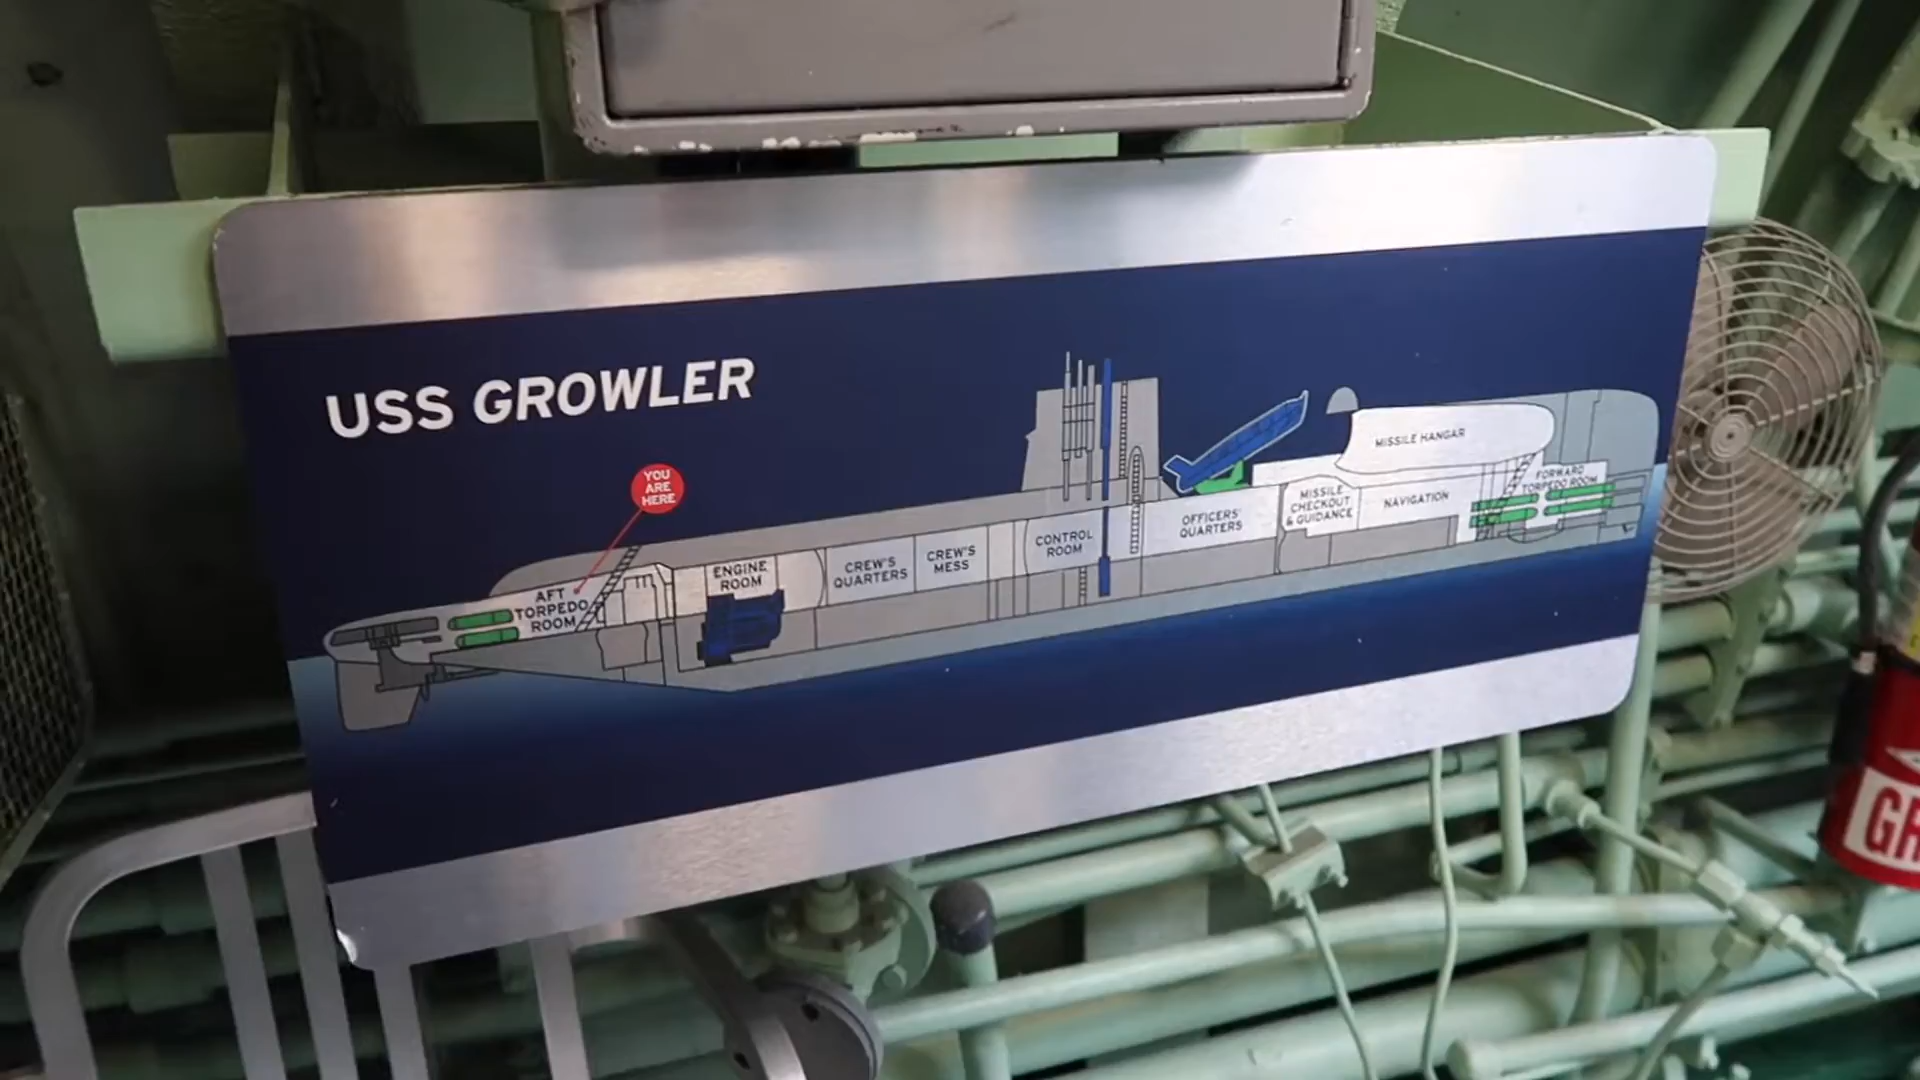 USS GROWLER
YOU
ARE
HERE
AFT
TORPEDO
ROOM
ENGINE
ROOM
CREW'S
QUARTERS
CREW'S
MESS
CONTROL
ROOM
OFFICERS'
QUARTERS
MISSILE
CHECKOUT
& GUIDANCE
NAVIGATION
MISSILE HANGAR
FORWARD
TORPEDO ROOM
GR